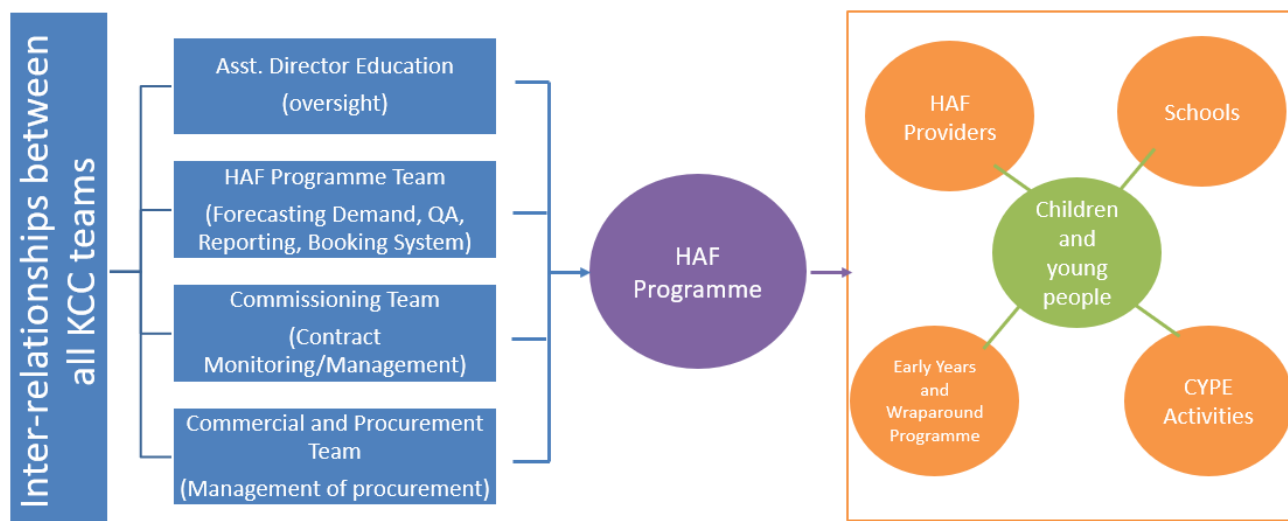 Inter-relationships between
all KCC teams
Asst. Director Education
(oversight)
HAF Programme Team
(Forecasting Demand, QA,
Reporting, Booking System)
Commissioning Team
(Contract
Monitoring/Management)
Commercial and Procurement
Team
(Management of procurement)
HAF
Programme
HAF
Providers
Schools
Children
and
young
people
Early Years
and
Wraparound
Programme
CYPE
Activities